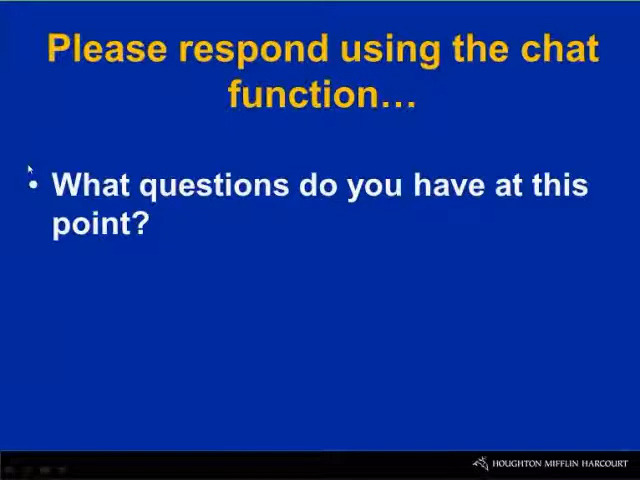 Please respond using the chat
function…
• What questions do you have at this
point?
HOUGHTON MIFFLIN HARCOURT